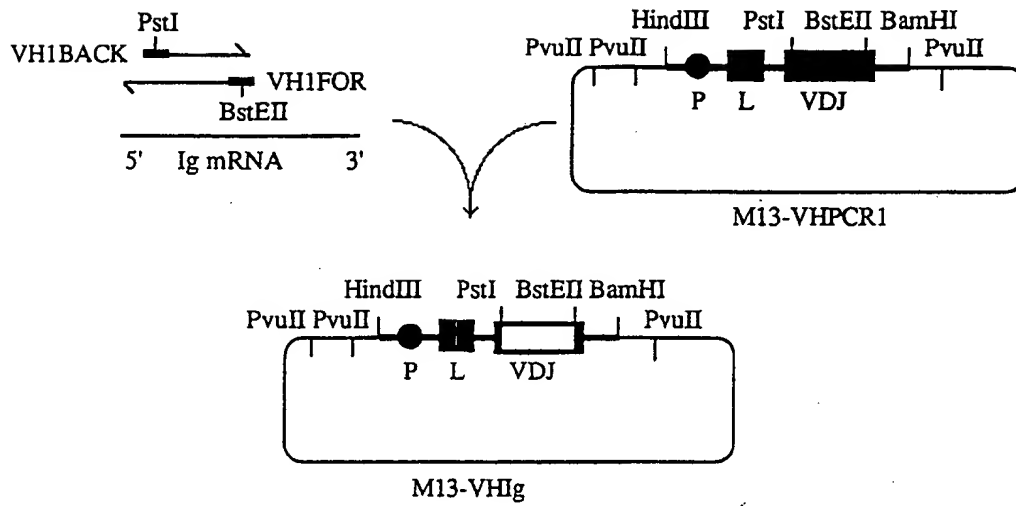 PstI
VH1BACK
VH1FOR
BstEII
5' Ig mRNA 3'
HindIII PstI BstEII BamHI
PvuII PvuII PvuII
P L VDJ
M13-VHPCR1
HindIII PstI BstEII BamHI
PvuII PvuII PvuII
P L VDJ
M13-VHIg